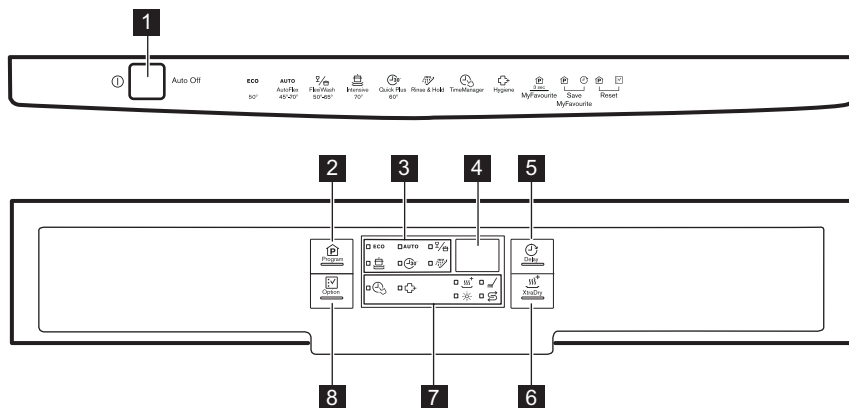 1
Auto Off
ECO AUTO
AutoFlex FlexiWash Intensive Quick Plus Rinse & Hold TimeManager Hygiene 3 sec MyFavourite Save MyFavourite Reset
50° 45°-70° 50°-65° 70° 60°
30'
2 3 4 5
Program ECO AUTO 30' Delay
Option XtraDry
8 7 6